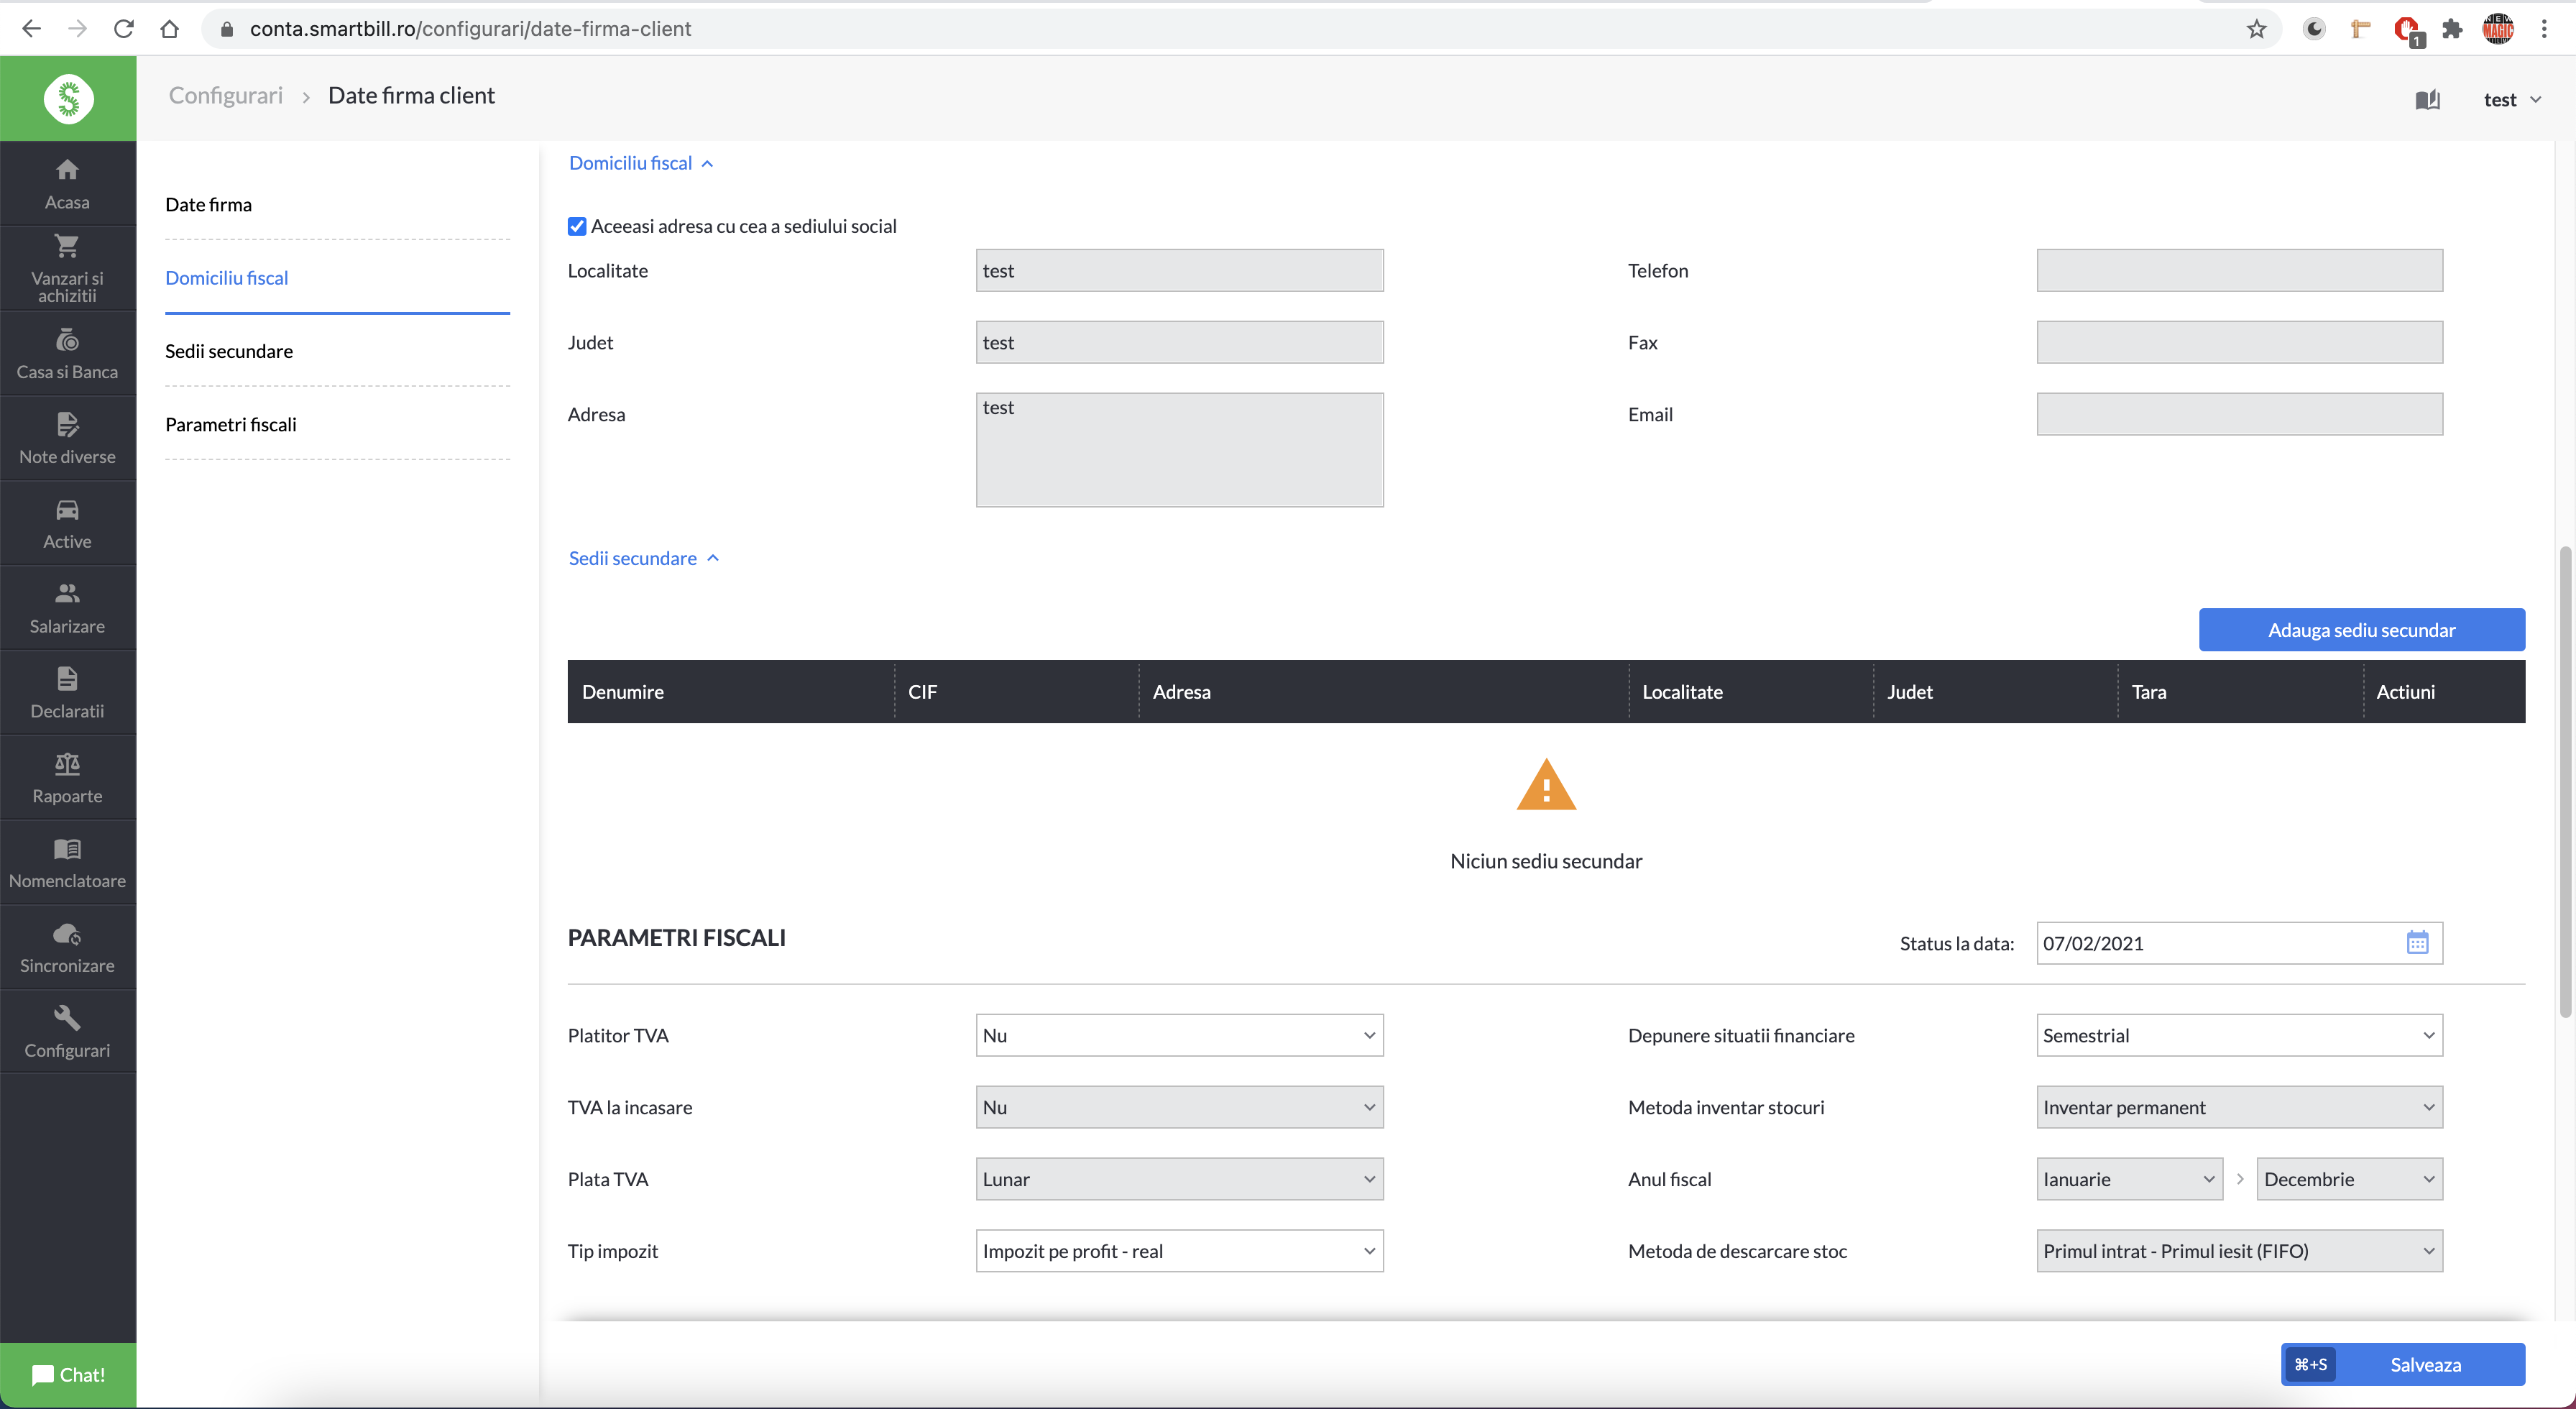 conta.smartbill.ro/configurari/date-firma-client
1
NEW
MAGIC
Configurari > Date firma client
test
S
Acasa
Vanzari si
achizitii
Casa si Banca
Note diverse
Active
Salarizare
Declaratii
Rapoarte
Nomenclatoare
Sincronizare
Configurari
Chat!
Date firma
Domiciliu fiscal
Sedii secundare
Parametri fiscali
Domiciliu fiscal
Aceeasi adresa cu cea a sediului social
Localitate test Telefon
Judet test Fax
Adresa test Email
Sedii secundare
Adauga sediu secundar
Denumire CIF Adresa Localitate Judet Tara Actiuni
Niciun sediu secundar
PARAMETRI FISCALI Status la data: 07/02/2021
Platitor TVA Nu Depunere situatii financiare Semestrial
TVA la incasare Nu Metoda inventar stocuri Inventar permanent
Plata TVA Lunar Anul fiscal Ianuarie > Decembrie
Tip impozit Impozit pe profit - real Metoda de descarcare stoc Primul intrat - Primul iesit (FIFO)
⌘+S Salveaza